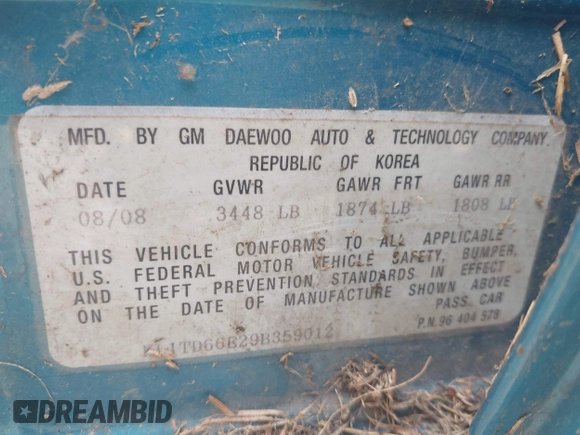 MFD. BY GM DAEWOO AUTO & TECHNOLOGY COMPANY
REPUBLIC OF KOREA
DATE GVWR GAWR FRT GAWR RR
08/08 3448 LB 1874 LB 1808 LB
THIS VEHICLE CONFORMS TO ALL APPLICABLE
U.S. FEDERAL MOTOR VEHICLE SAFETY, BUMPER,
AND THEFT PREVENTION STANDARDS IN EFFECT
ON THE DATE OF MANUFACTURE SHOWN ABOVE
PASS. CAR
P.N. 96 404 578
KL1TD66B29B359012
DREAMBID